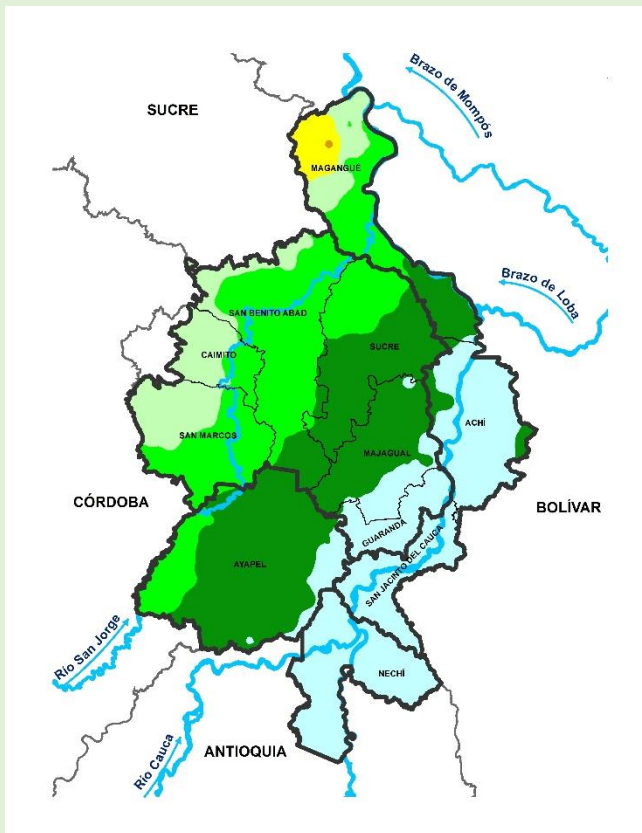 Brazo de Mompós
SUCRE
MAGANGUÉ
Brazo de Loba
SAN BENITO ABAD
SUCRE
CAIMITO
ACHÍ
SAN MARCOS
MAJAGUAL
CÓRDOBA
BOLÍVAR
GUARANDA
AYAPEL
SAN JACINTO DEL CAUCA
Río San Jorge
NECHÍ
ANTIOQUIA
Río Cauca